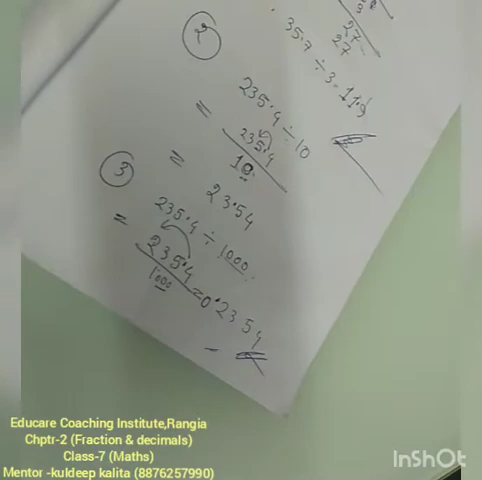 27
27
35.7 ÷ 3 = 11.9
2
235.4 ÷ 10
= 235.4
10
= 23.54
3
235.4 ÷ 1000
= 235.4
1000
= 0.2354
Educare Coaching Institute,Rangia
Chptr-2 (Fraction & decimals)
Class-7 (Maths)
Mentor -kuldeep kalita (8876257990)
InShOt